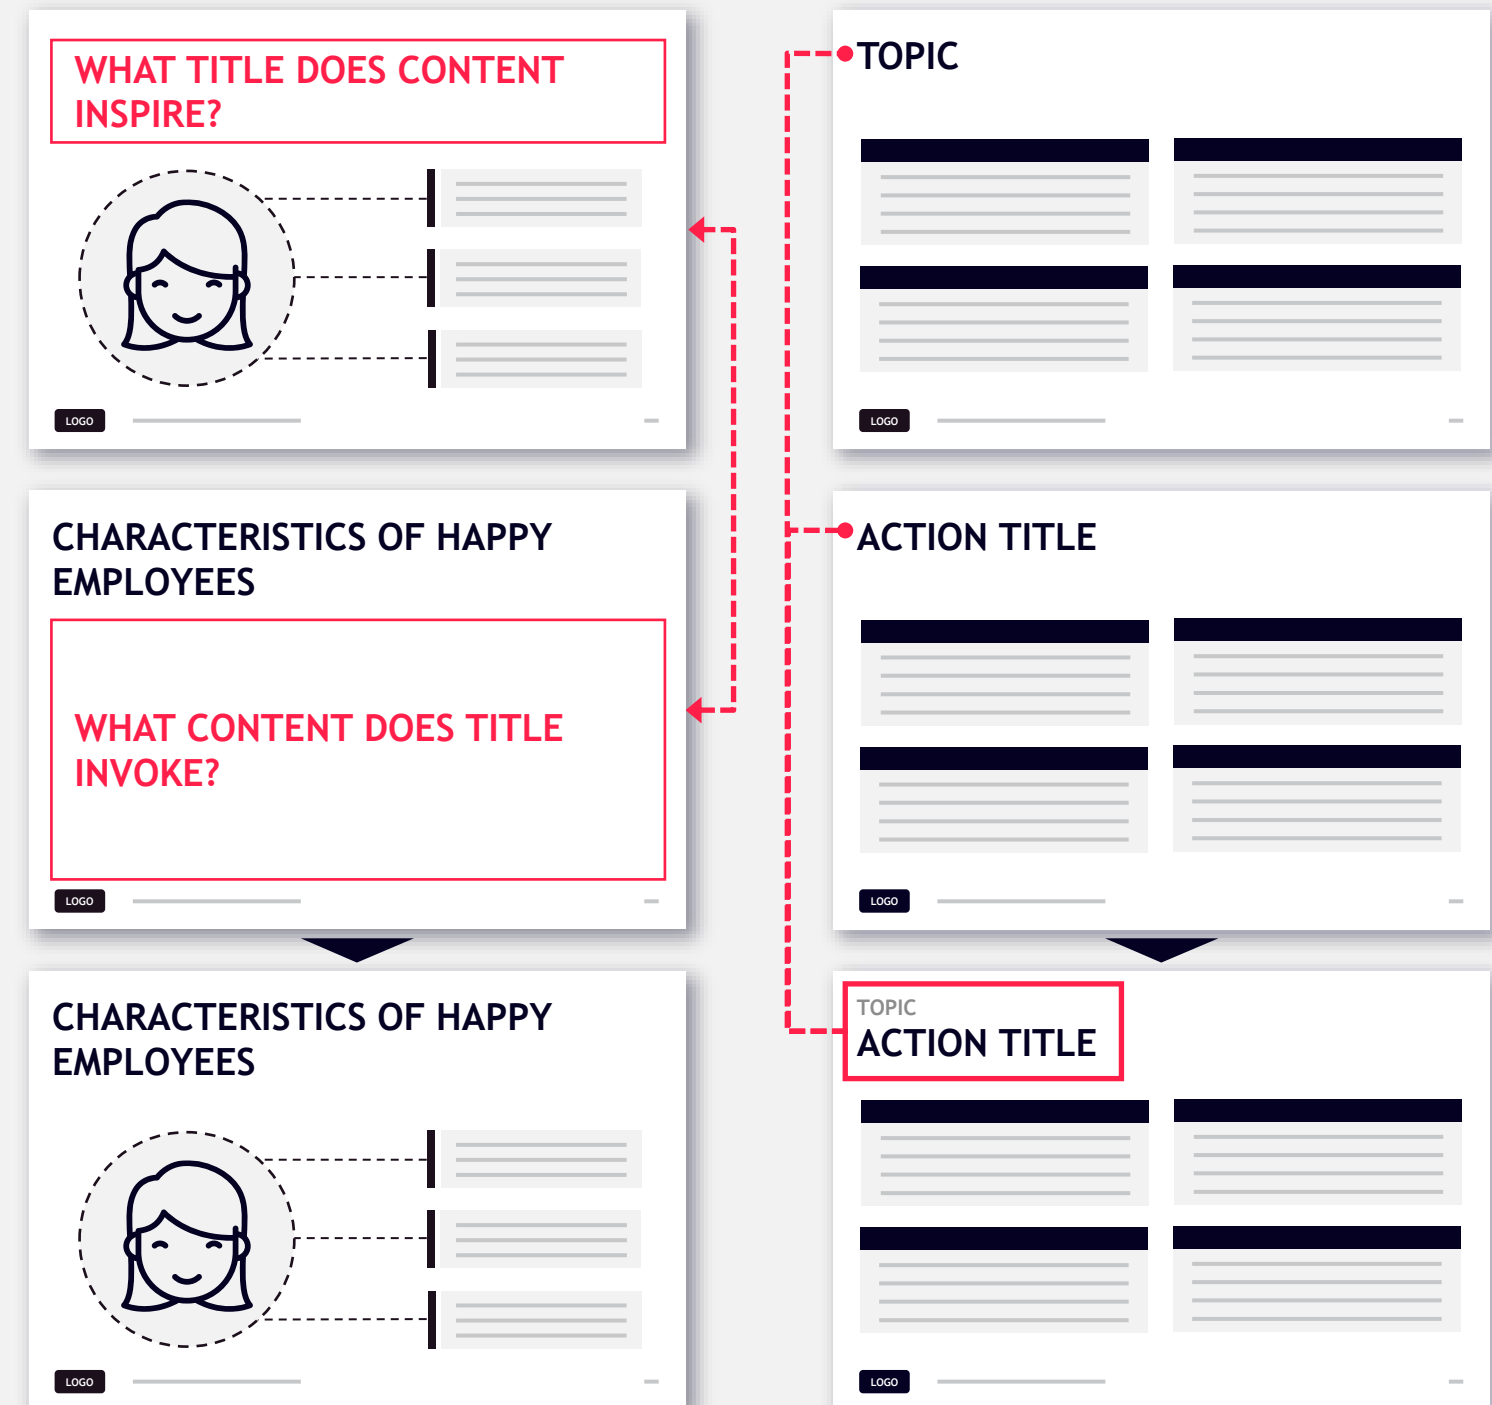 WHAT TITLE DOES CONTENT
INSPIRE?
LOGO
CHARACTERISTICS OF HAPPY
EMPLOYEES
WHAT CONTENT DOES TITLE
INVOKE?
LOGO
CHARACTERISTICS OF HAPPY
EMPLOYEES
LOGO
TOPIC
LOGO
ACTION TITLE
LOGO
TOPIC
ACTION TITLE
LOGO